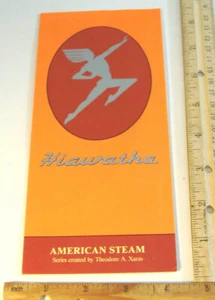 Hiawatha
AMERICAN STEAM
Series created by Theodore A. Xaras